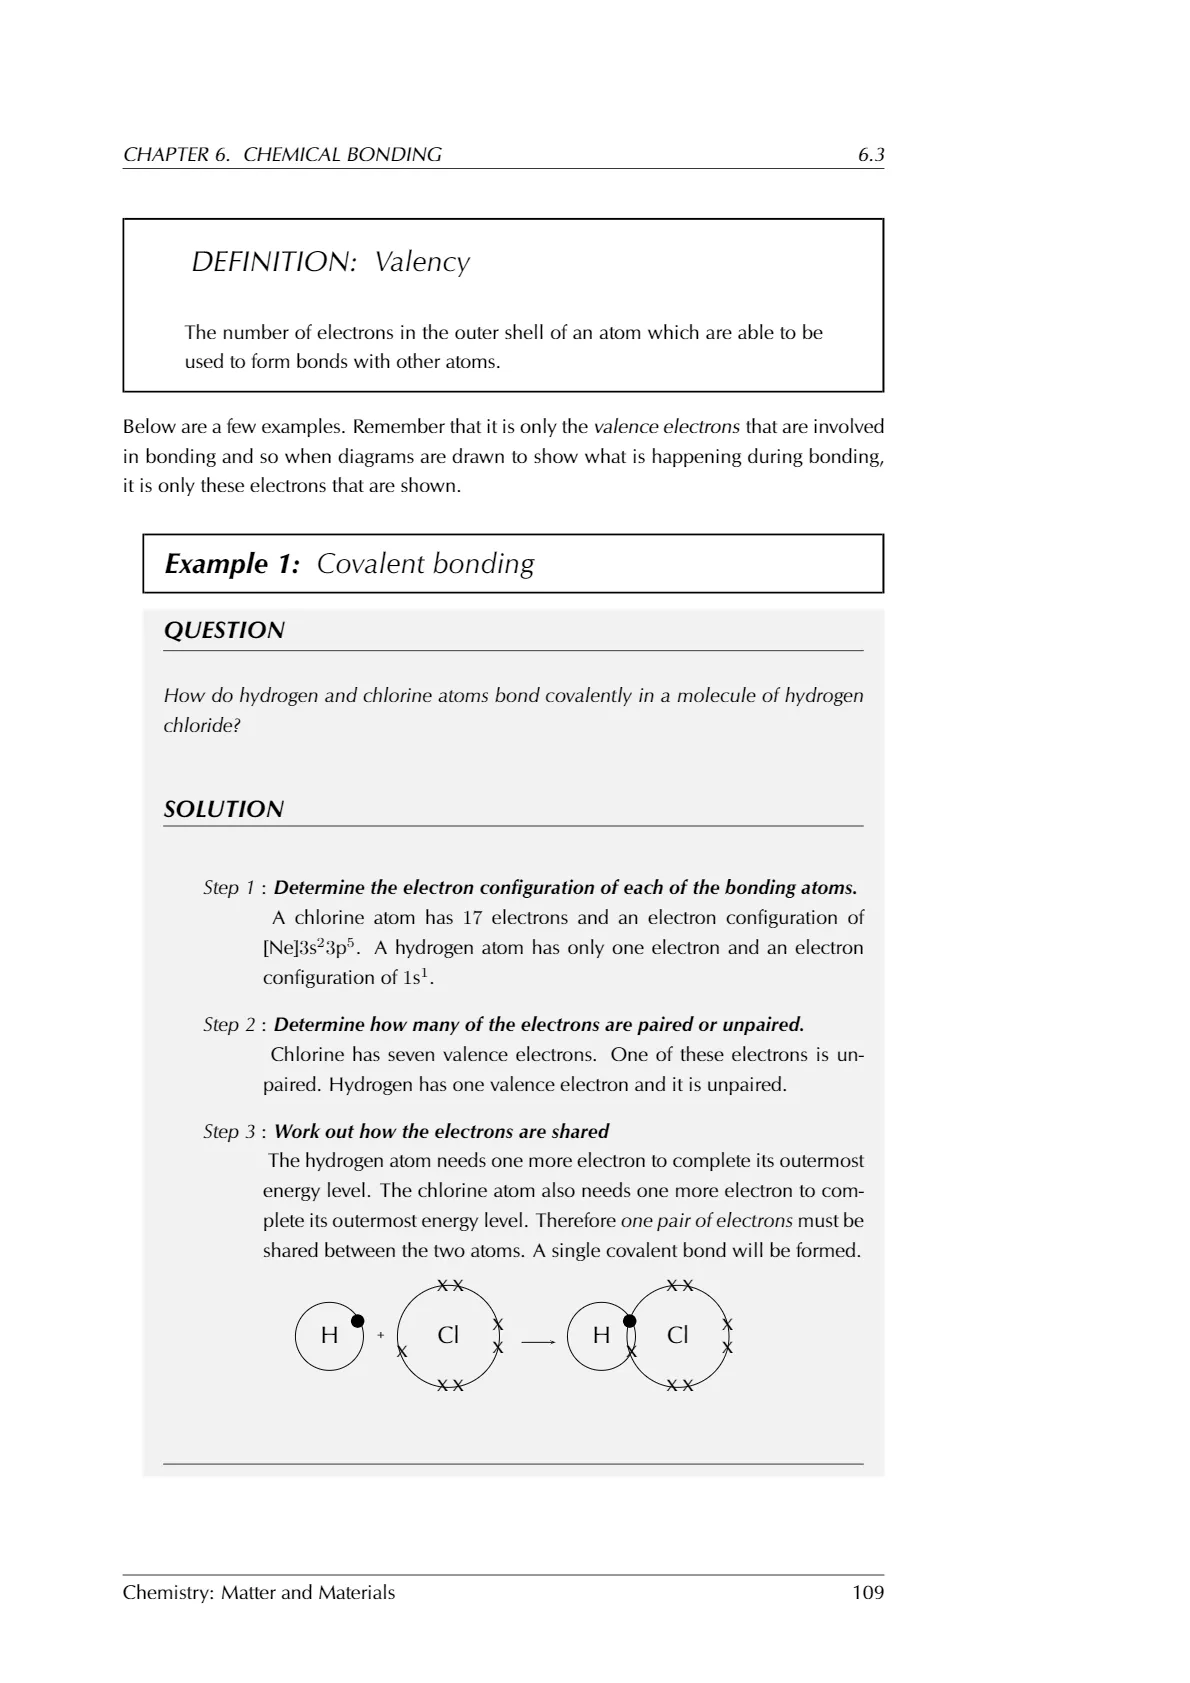 CHAPTER 6. CHEMICAL BONDING 6.3
DEFINITION: Valency
The number of electrons in the outer shell of an atom which are able to be
used to form bonds with other atoms.
Below are a few examples. Remember that it is only the valence electrons that are involved
in bonding and so when diagrams are drawn to show what is happening during bonding,
it is only these electrons that are shown.
Example 1: Covalent bonding
QUESTION
How do hydrogen and chlorine atoms bond covalently in a molecule of hydrogen
chloride?
SOLUTION
Step 1 : Determine the electron configuration of each of the bonding atoms.
A chlorine atom has 17 electrons and an electron configuration of
[Ne]3s²3p⁵. A hydrogen atom has only one electron and an electron
configuration of 1s¹.
Step 2 : Determine how many of the electrons are paired or unpaired.
Chlorine has seven valence electrons. One of these electrons is un-
paired. Hydrogen has one valence electron and it is unpaired.
Step 3 : Work out how the electrons are shared
The hydrogen atom needs one more electron to complete its outermost
energy level. The chlorine atom also needs one more electron to com-
plete its outermost energy level. Therefore one pair of electrons must be
shared between the two atoms. A single covalent bond will be formed.
x x x x
x x
H + Cl H Cl
x x x x
x x x x
Chemistry: Matter and Materials 109